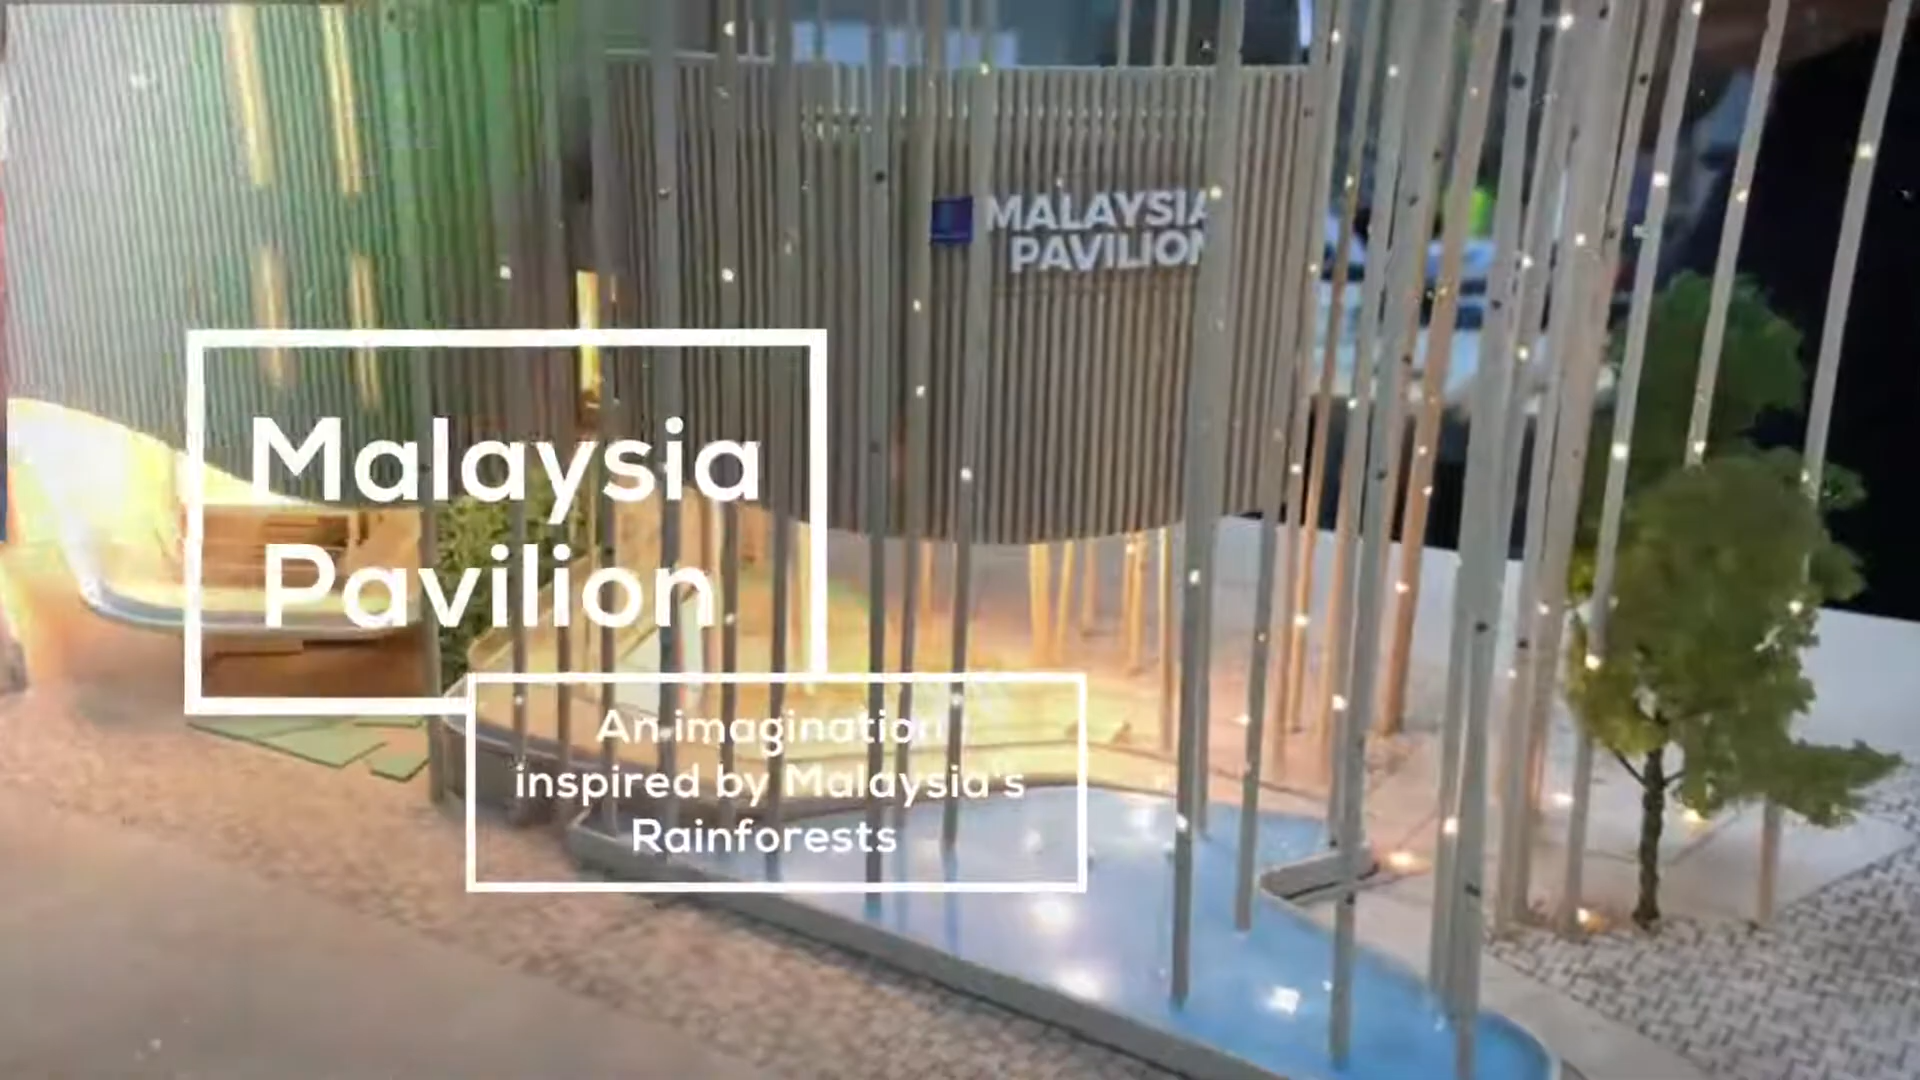 MALAYSIA
PAVILION
Malaysia
Pavilion
An imagination
inspired by Malaysia's
Rainforests